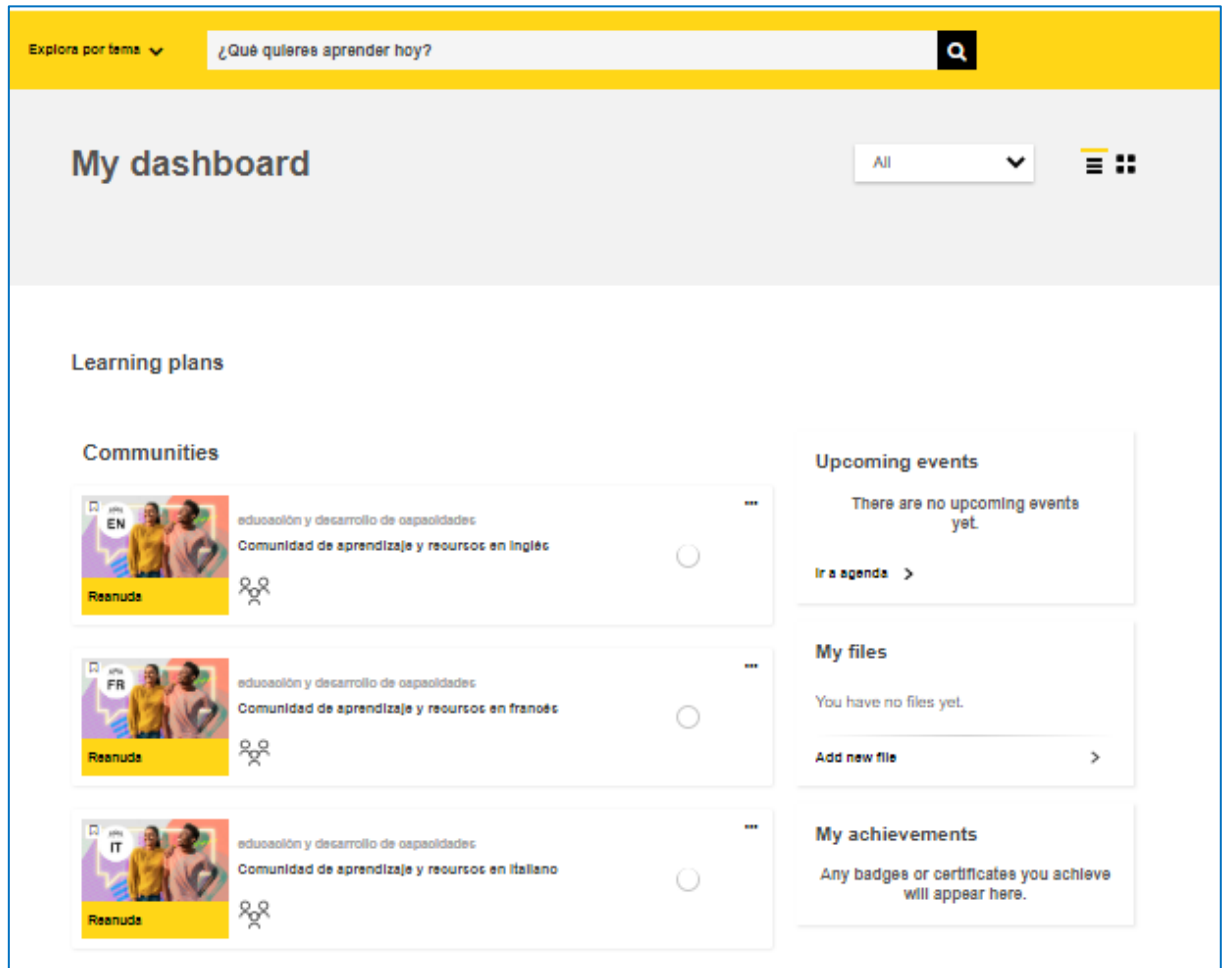 Explora por tema
¿Qué quieres aprender hoy?
My dashboard
All
Learning plans
Communities
EN
educación y desarrollo de capacidades
Comunidad de aprendizaje y recursos en inglés
Reanuda
FR
educación y desarrollo de capacidades
Comunidad de aprendizaje y recursos en francés
Reanuda
IT
educación y desarrollo de capacidades
Comunidad de aprendizaje y recursos en italiano
Reanuda
Upcoming events
There are no upcoming events
yet.
Ir a agenda
My files
You have no files yet.
Add new file
My achievements
Any badges or certificates you achieve
will appear here.